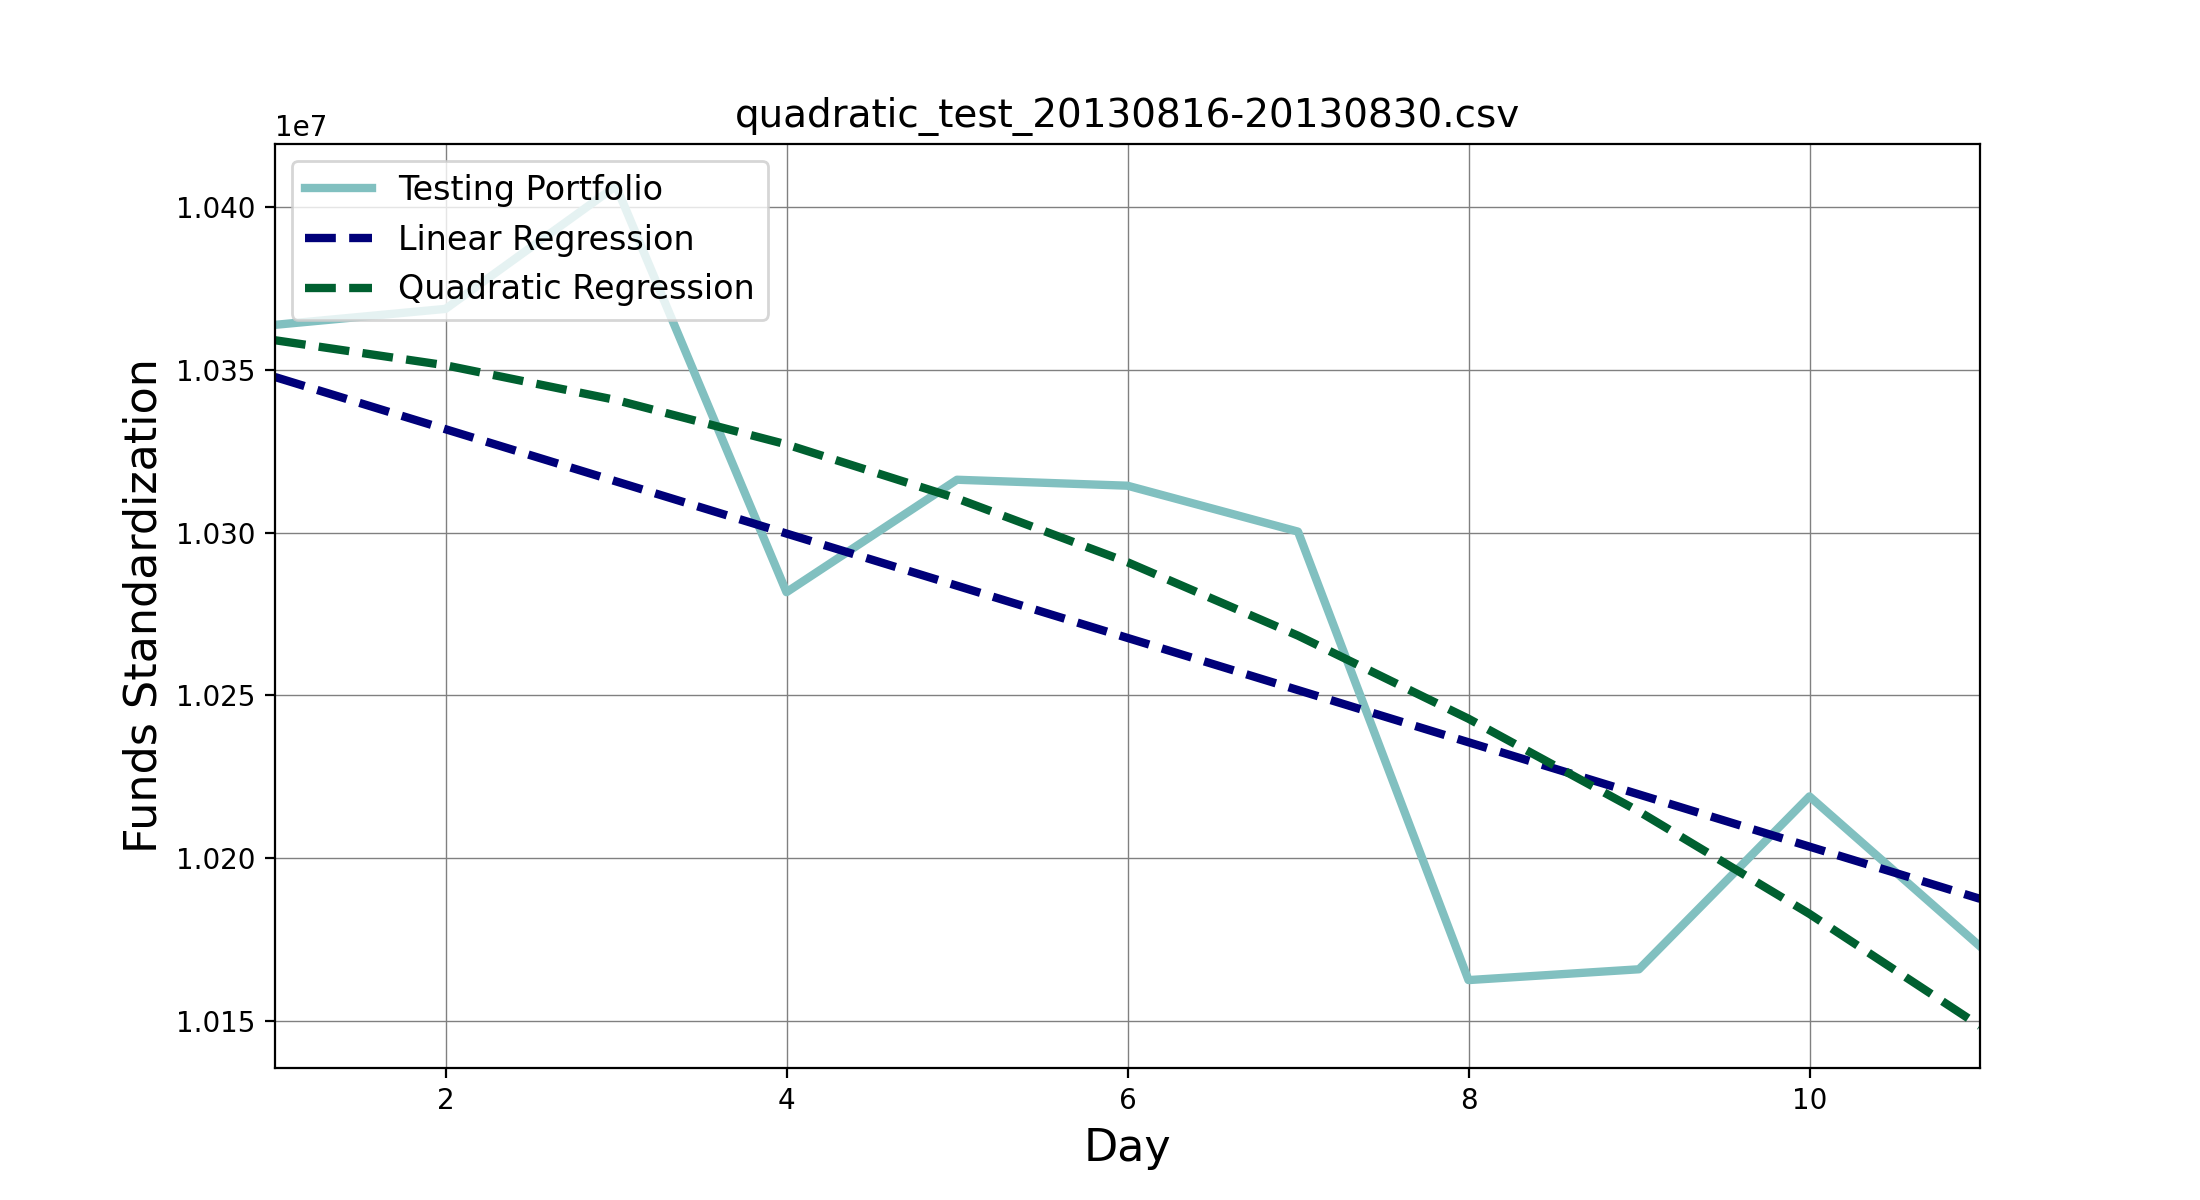 quadratic_test_20130816-20130830.csv
1e7
Testing Portfolio
Linear Regression
Quadratic Regression
1.040
1.035
1.030
1.025
1.020
1.015
Funds Standardization
2 4 6 8 10
Day